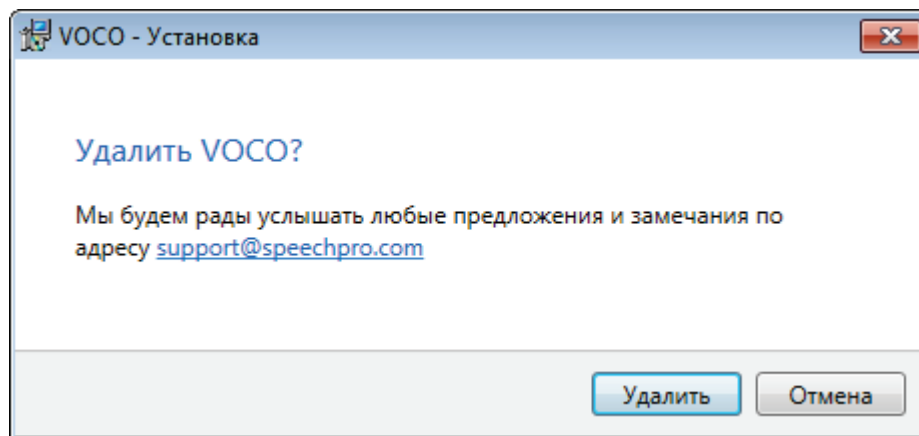 VOCO - Установка
Удалить VOCO?
Мы будем рады услышать любые предложения и замечания по
адресу support@speechpro.com
Удалить
Отмена